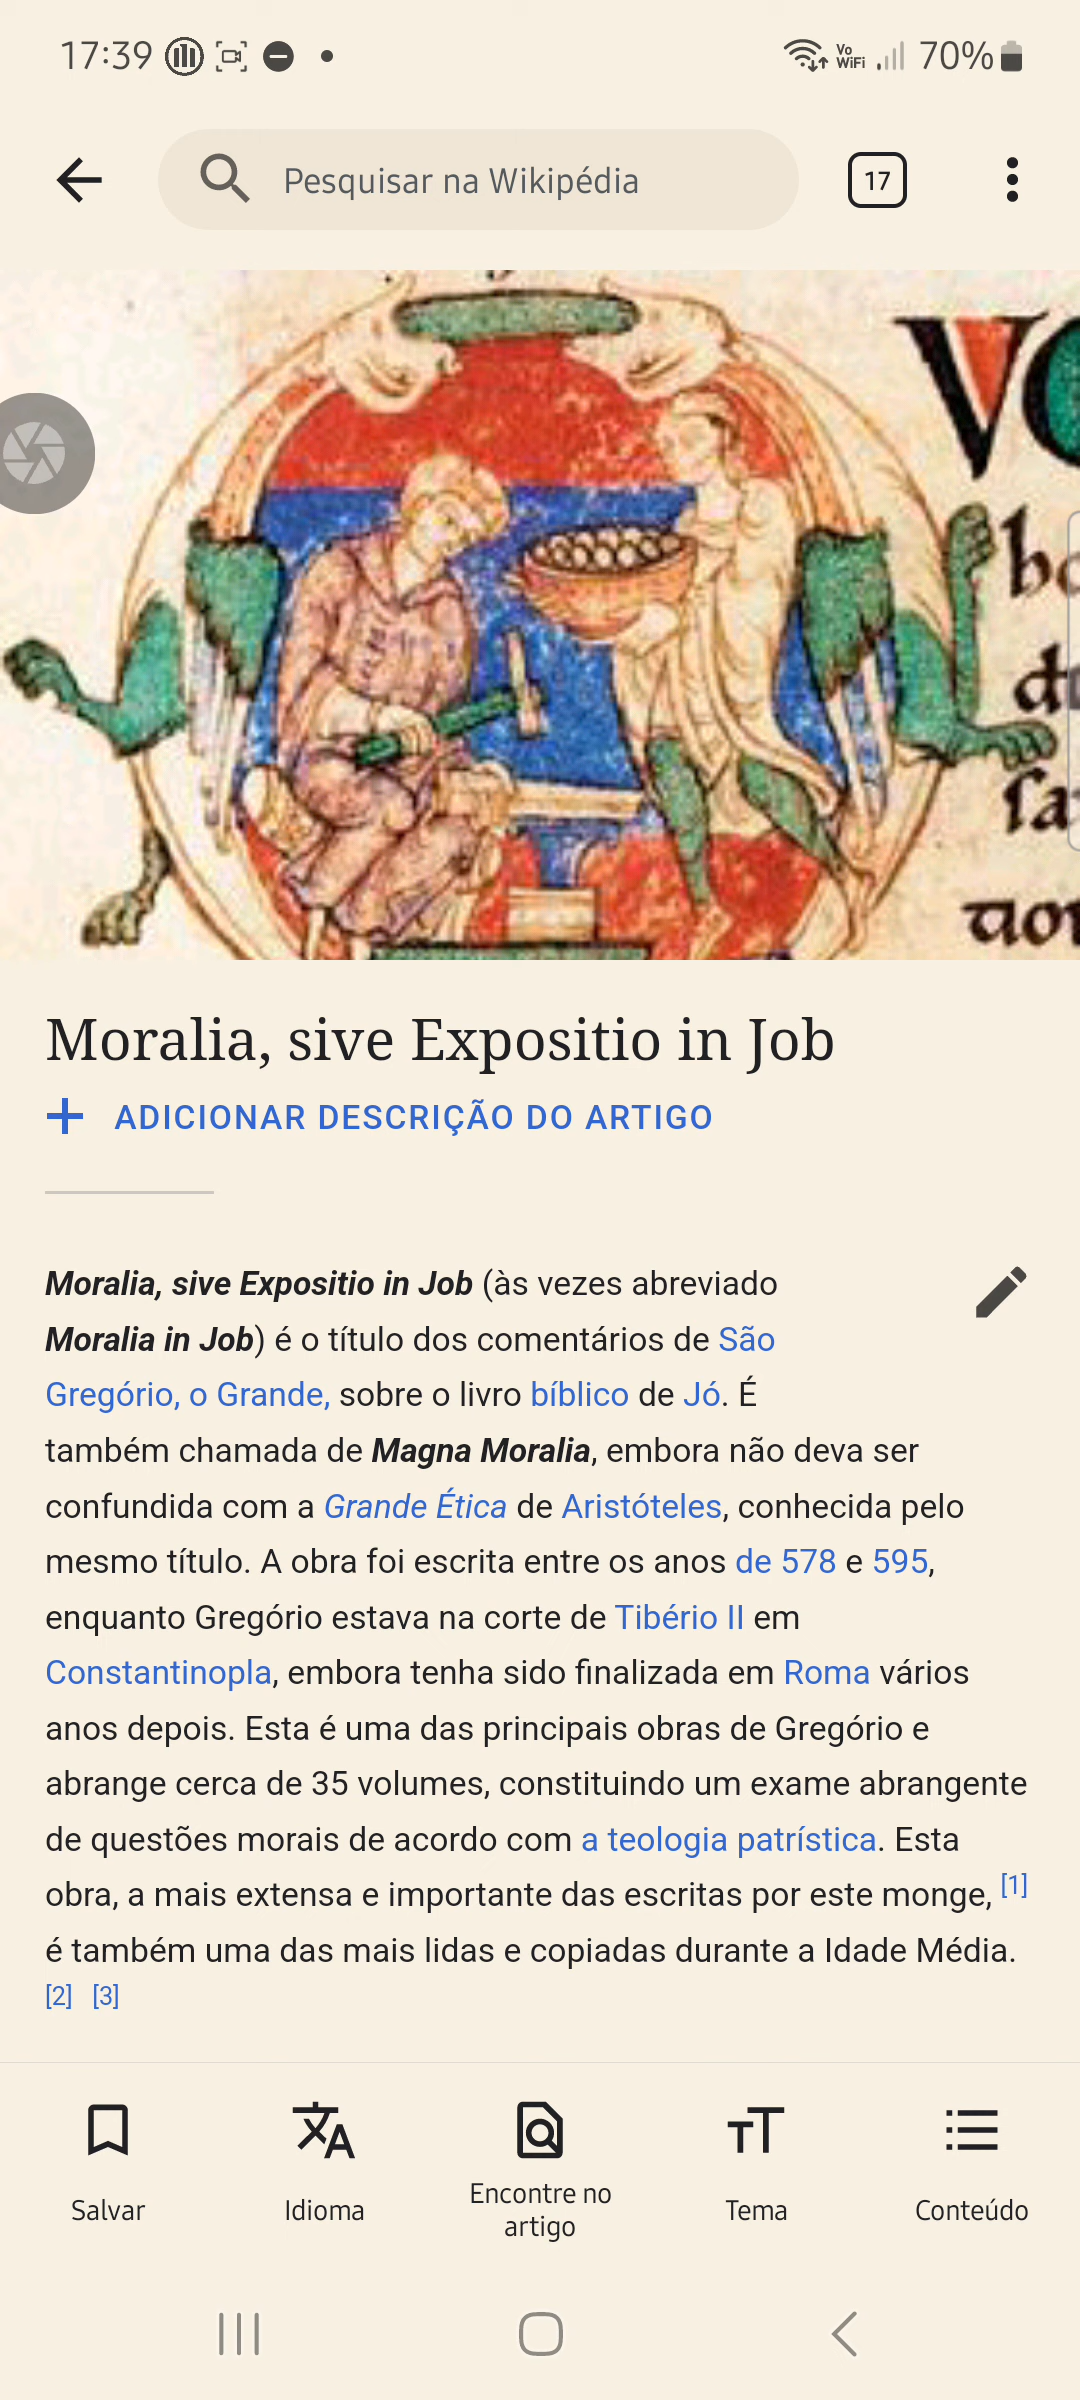 17:39
Vo
WiFi
70%
Pesquisar na Wikipédia
17
Moralia, sive Expositio in Job
ADICIONAR DESCRIÇÃO DO ARTIGO
Moralia, sive Expositio in Job (às vezes abreviado
Moralia in Job) é o título dos comentários de São
Gregório, o Grande, sobre o livro bíblico de Jó. É
também chamada de Magna Moralia, embora não deva ser
confundida com a Grande Ética de Aristóteles, conhecida pelo
mesmo título. A obra foi escrita entre os anos de 578 e 595,
enquanto Gregório estava na corte de Tibério II em
Constantinopla, embora tenha sido finalizada em Roma vários
anos depois. Esta é uma das principais obras de Gregório e
abrange cerca de 35 volumes, constituindo um exame abrangente
de questões morais de acordo com a teologia patrística. Esta
obra, a mais extensa e importante das escritas por este monge, [1]
é também uma das mais lidas e copiadas durante a Idade Média.
[2] [3]
Salvar
Idioma
Encontre no
artigo
Tema
Conteúdo